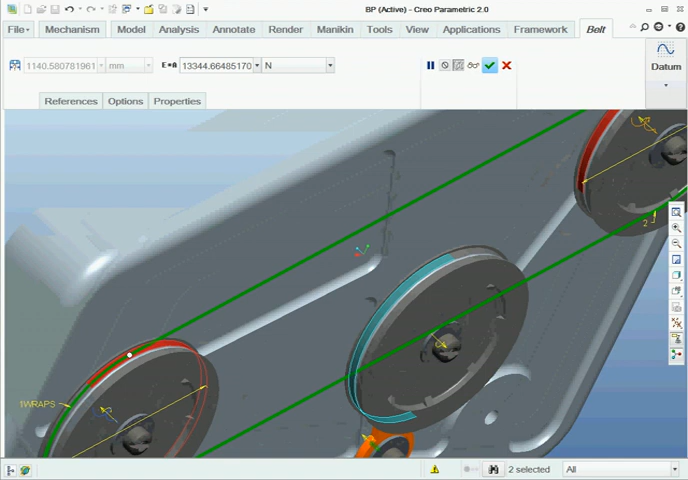 BP (Active) - Creo Parametric 2.0
File Mechanism Model Analysis Annotate Render Manikin Tools View Applications Framework Belt
1140.580781961 mm E*A 13344.66485170 N
Datum
References Options Properties
2
1WRAPS
2 selected All